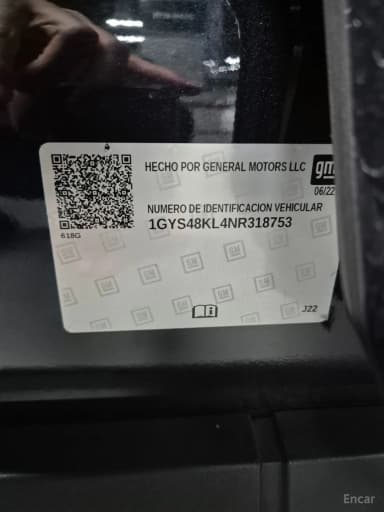 HECHO POR GENERAL MOTORS LLC
gm
06/22
NUMERO DE IDENTIFICACION VEHICULAR
1GYS48KL4NR318753
618G
J22
Encar